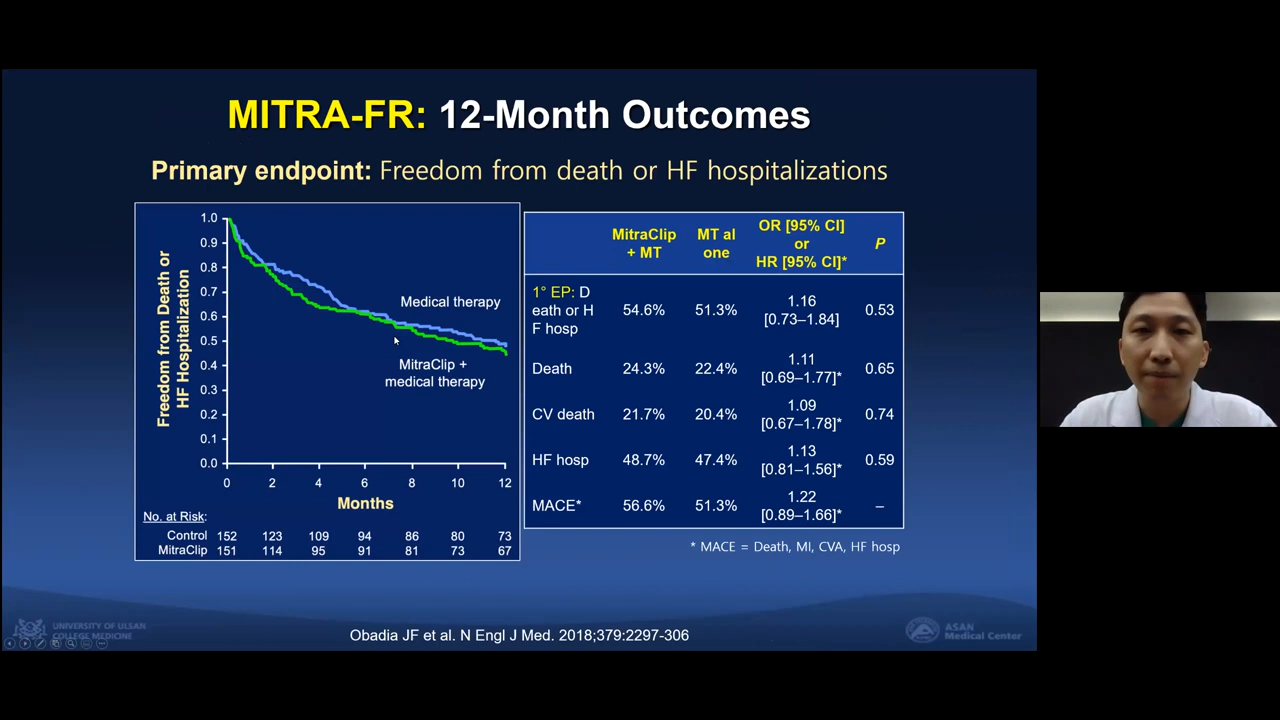 MITRA-FR: 12-Month Outcomes
Primary endpoint: Freedom from death or HF hospitalizations
Freedom from Death or
HF Hospitalization
1.0
0.9
0.8
0.7
0.6
0.5
0.4
0.3
0.2
0.1
0.0
Medical therapy
MitraClip +
medical therapy
0 2 4 6 8 10 12
Months
No. at Risk:
Control 152 123 109 94 86 80 73
MitraClip 151 114 95 91 81 73 67
MitraClip
+ MT
MT al
one
OR [95% CI]
or
HR [95% CI]*
P
1° EP: D
eath or H
F hosp
54.6% 51.3%
1.16
[0.73–1.84]
0.53
Death 24.3% 22.4%
1.11
[0.69–1.77]*
0.65
CV death 21.7% 20.4%
1.09
[0.67–1.78]*
0.74
HF hosp 48.7% 47.4%
1.13
[0.81–1.56]*
0.59
MACE* 56.6% 51.3%
1.22
[0.89–1.66]*
–
* MACE = Death, MI, CVA, HF hosp
UNIVERSITY OF ULSAN
COLLEGE MEDICINE
Obadia JF et al. N Engl J Med. 2018;379:2297-306
ASAN
Medical Center